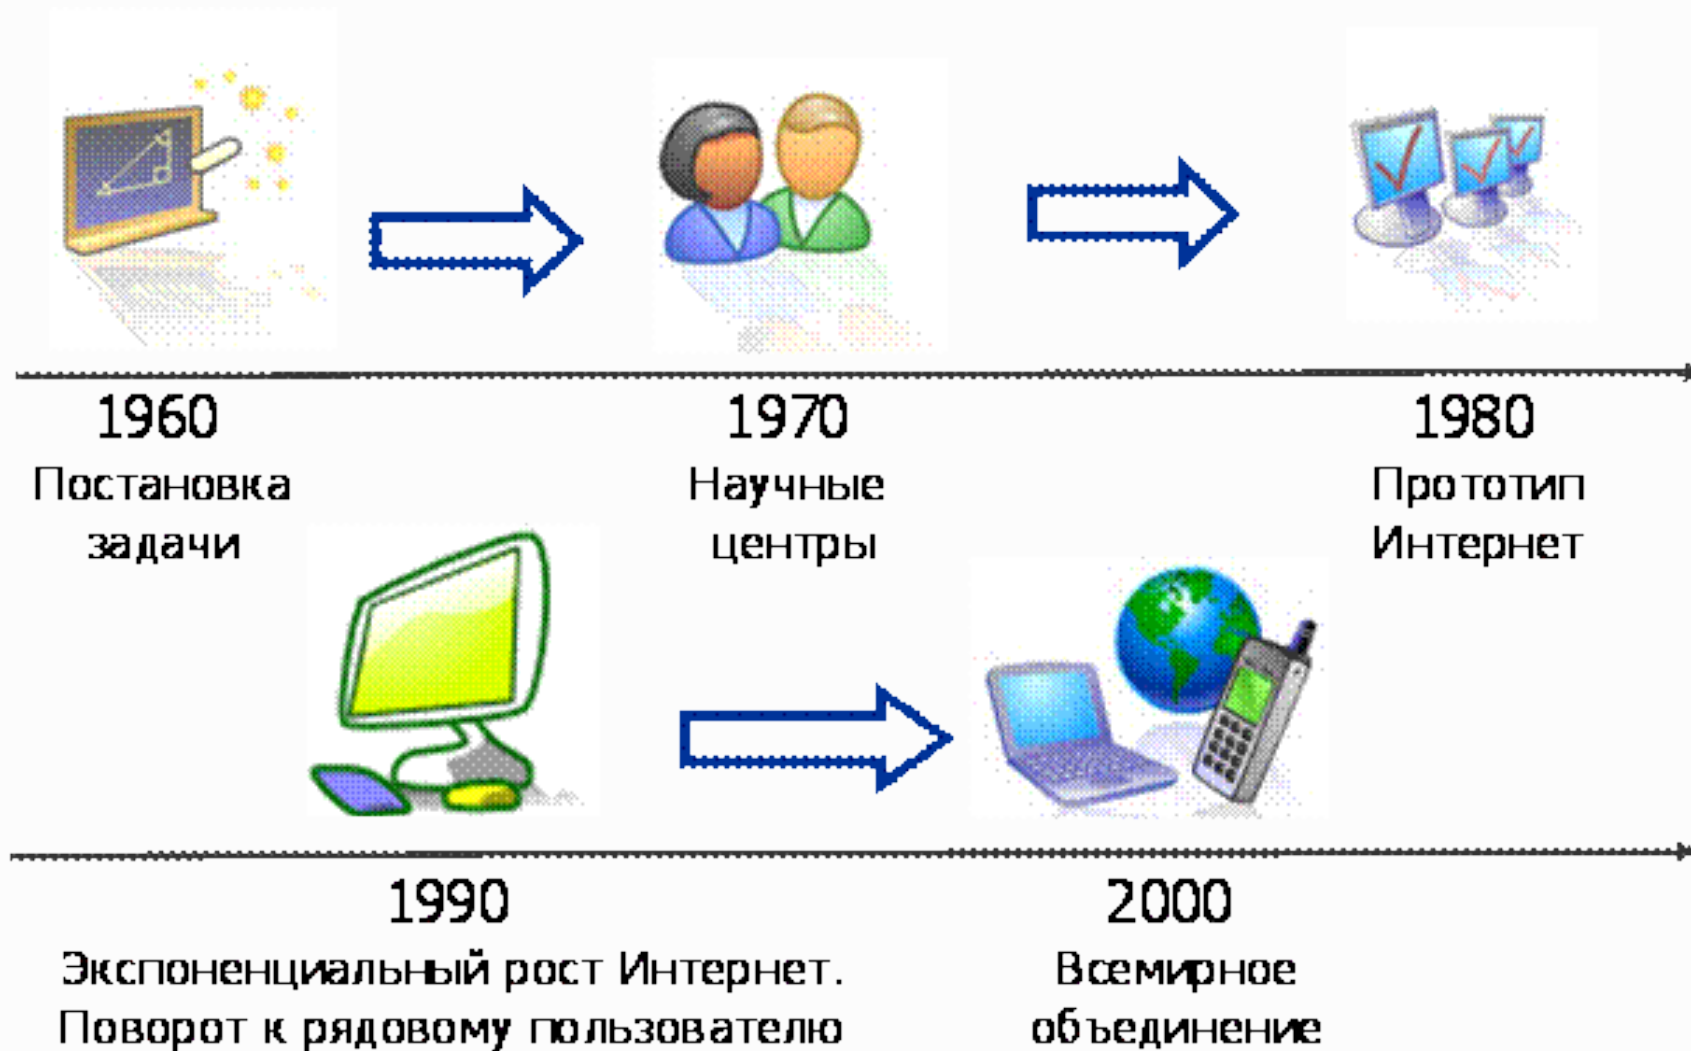 1960
Постановка
задачи
1970
Научные
центры
1980
Прототип
Интернет
1990
Экспоненциальный рост Интернет.
Поворот к рядовому пользователю
2000
Всемирное
объединение